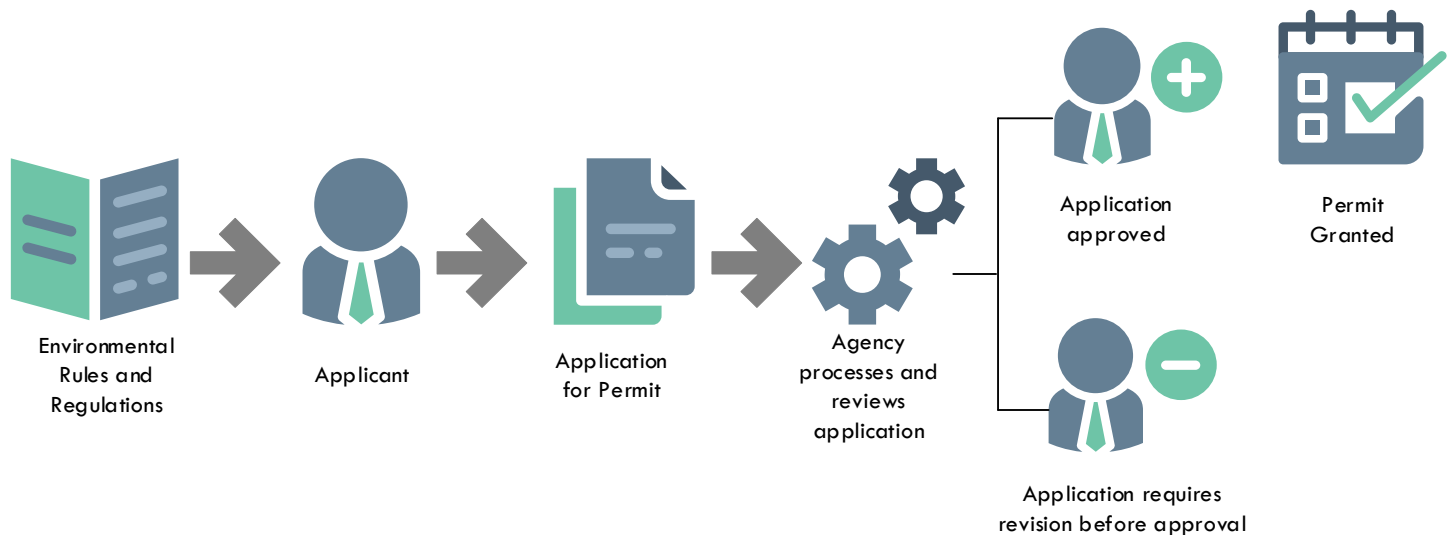 Environmental
Rules and
Regulations
Applicant
Application
for Permit
Agency
processes and
reviews
application
Application
approved
Permit
Granted
Application requires
revision before approval